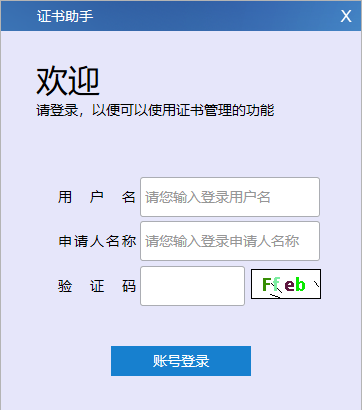 证书助手 X
欢迎
请登录，以便可以使用证书管理的功能
用户名 请您输入登录用户名
申请人名称 请您输入登录申请人名称
验证码 Ffeb
账号登录